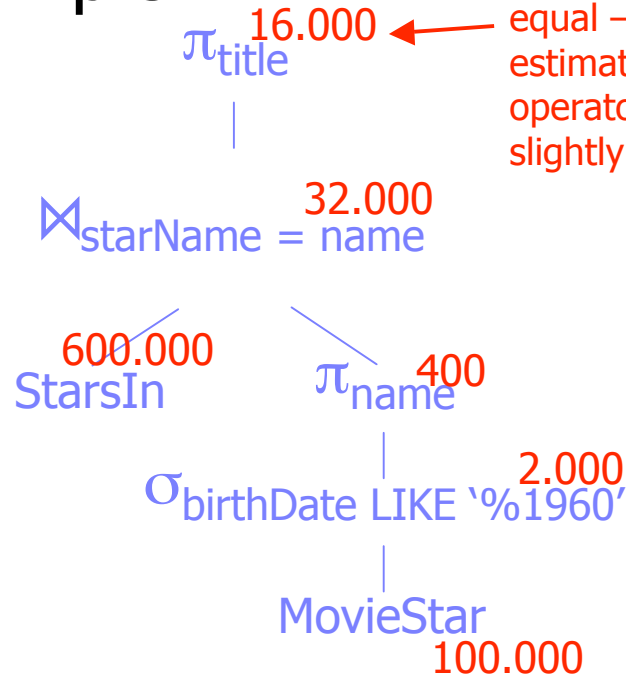 16.000
πtitle
equal –
estimat
operato
slightly
32.000
⋈starName = name
600.000
StarsIn
πname
400
2.000
σbirthDate LIKE ‘%1960’
MovieStar
100.000